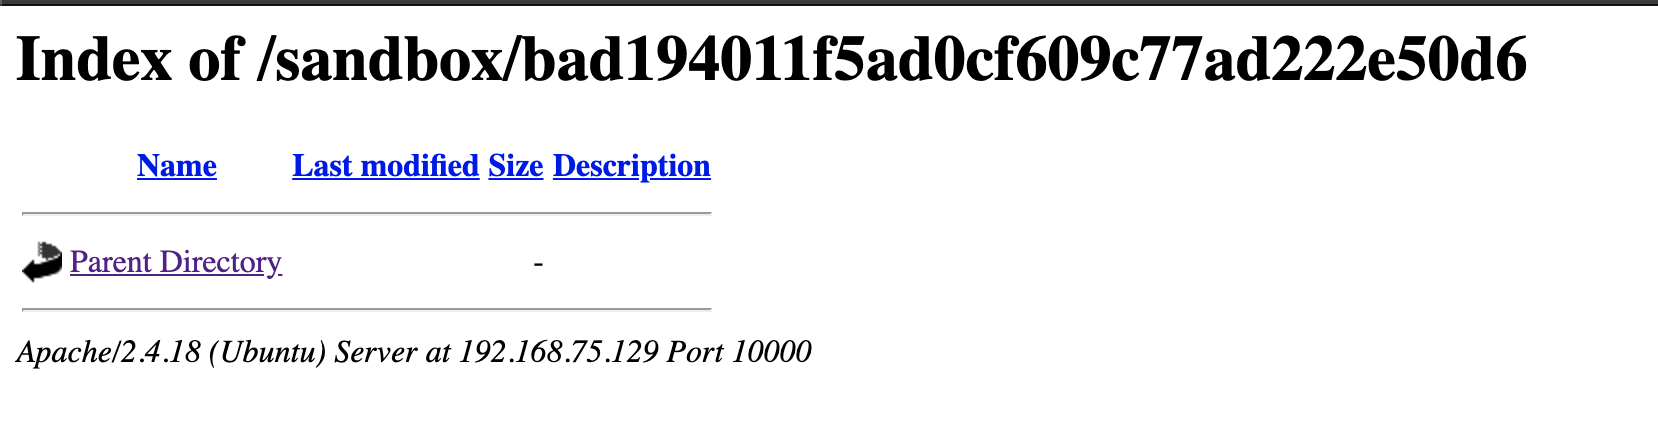 Index of /sandbox/bad194011f5ad0cf609c77ad222e50d6
Name Last modified Size Description
Parent Directory -
Apache/2.4.18 (Ubuntu) Server at 192.168.75.129 Port 10000